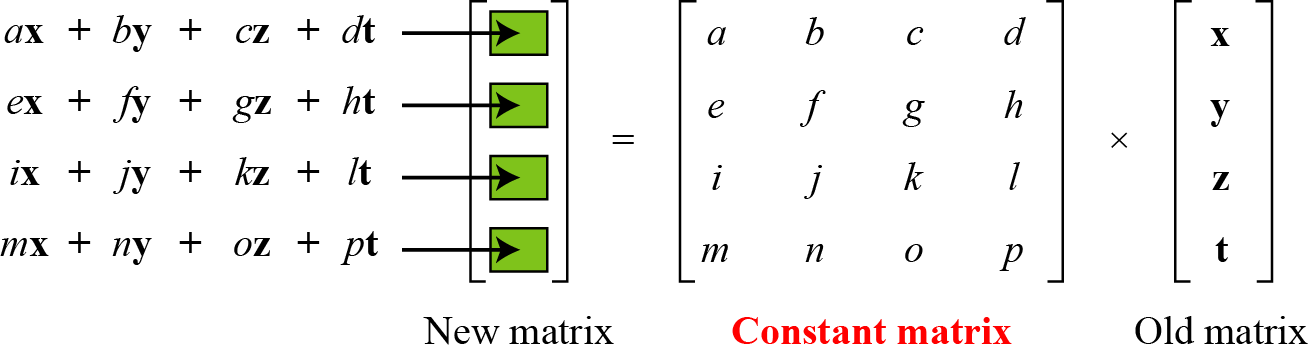 ax + by + cz + dt a b c d x
ex + fy + gz + ht e f g h y
= ×
ix + jy + kz + lt i j k l z
mx + ny + oz + pt m n o p t
New matrix Constant matrix Old matrix